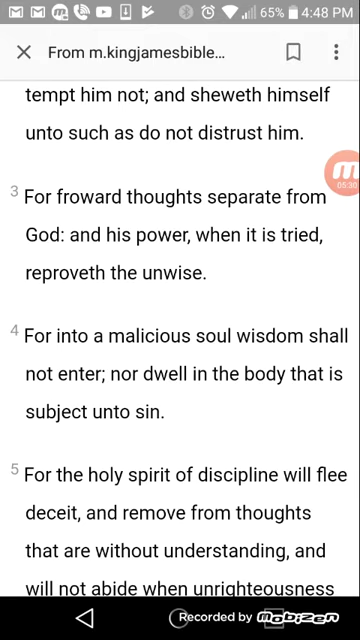 65% 4:48 PM
From m.kingjamesbible...
tempt him not; and sheweth himself
unto such as do not distrust him.
05:30
3 For froward thoughts separate from
God: and his power, when it is tried,
reproveth the unwise.
4 For into a malicious soul wisdom shall
not enter; nor dwell in the body that is
subject unto sin.
5 For the holy spirit of discipline will flee
deceit, and remove from thoughts
that are without understanding, and
will not abide when unrighteousness
Recorded by Mobizen